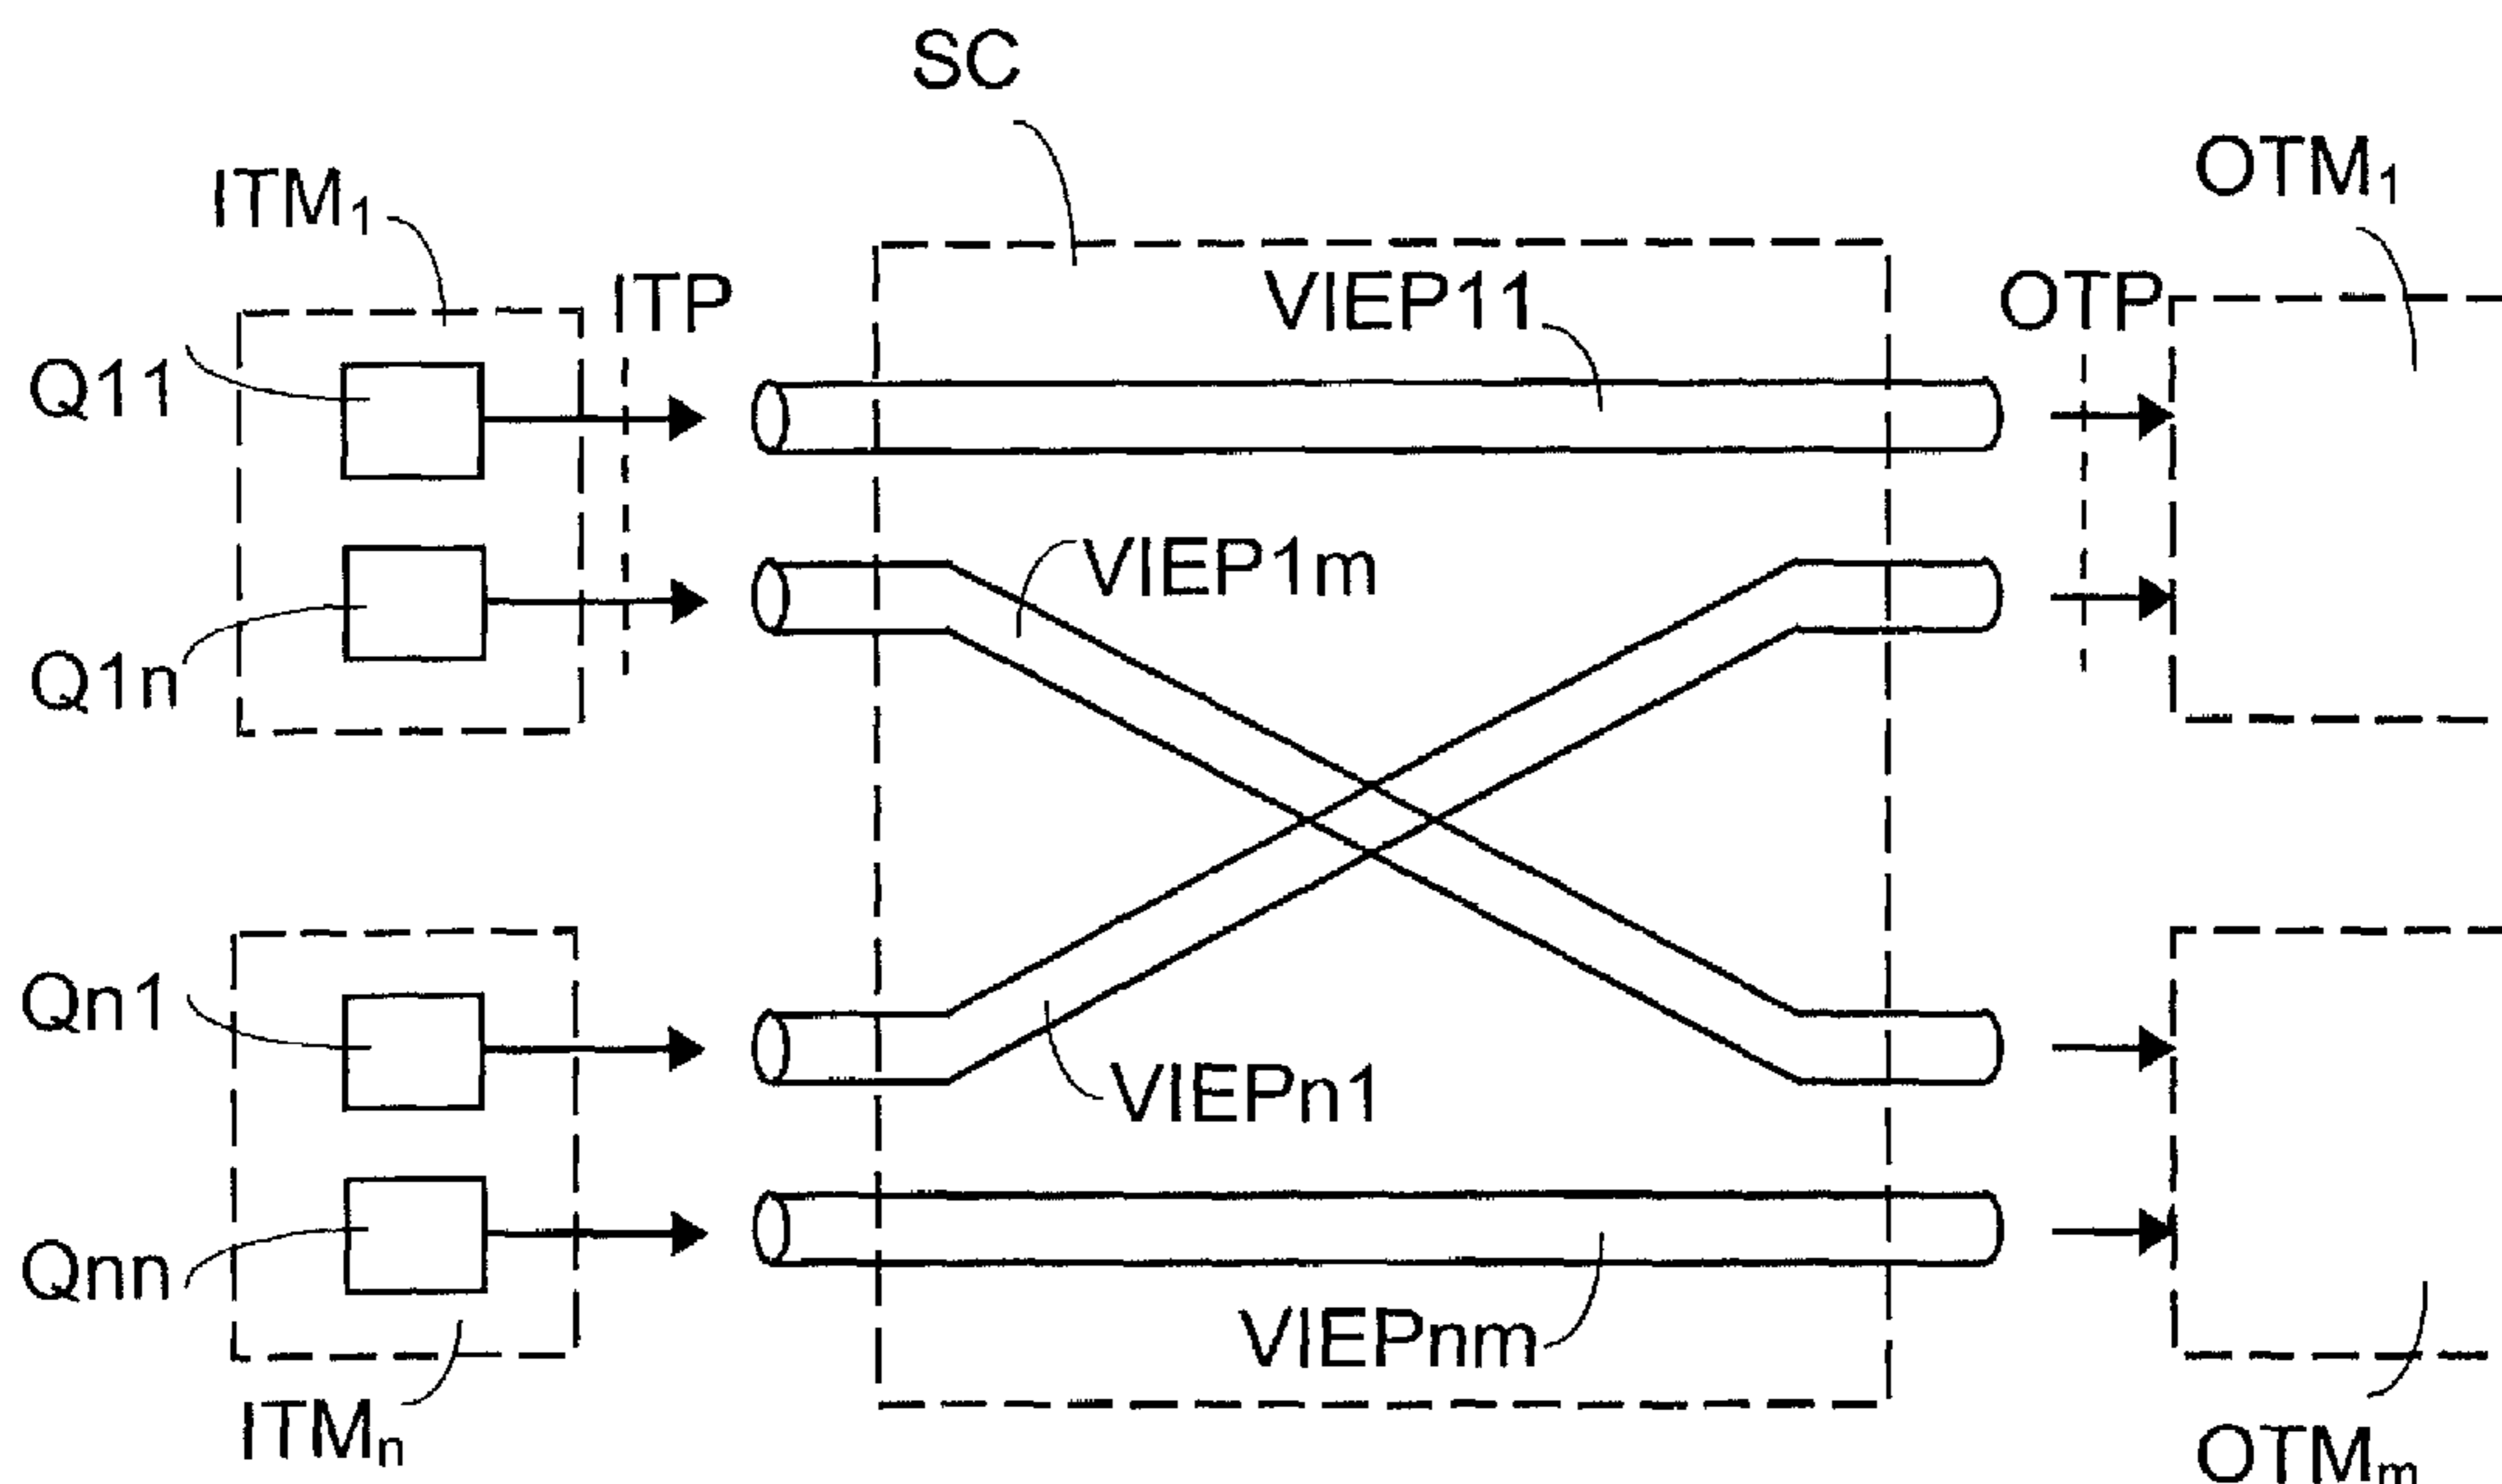 SC
ITM1
OTM1
ITP
VIEP11
OTP
Q11
VIEP1m
Q1n
Qn1
VIEPn1
Qnn
VIEPnm
ITMn
OTMm